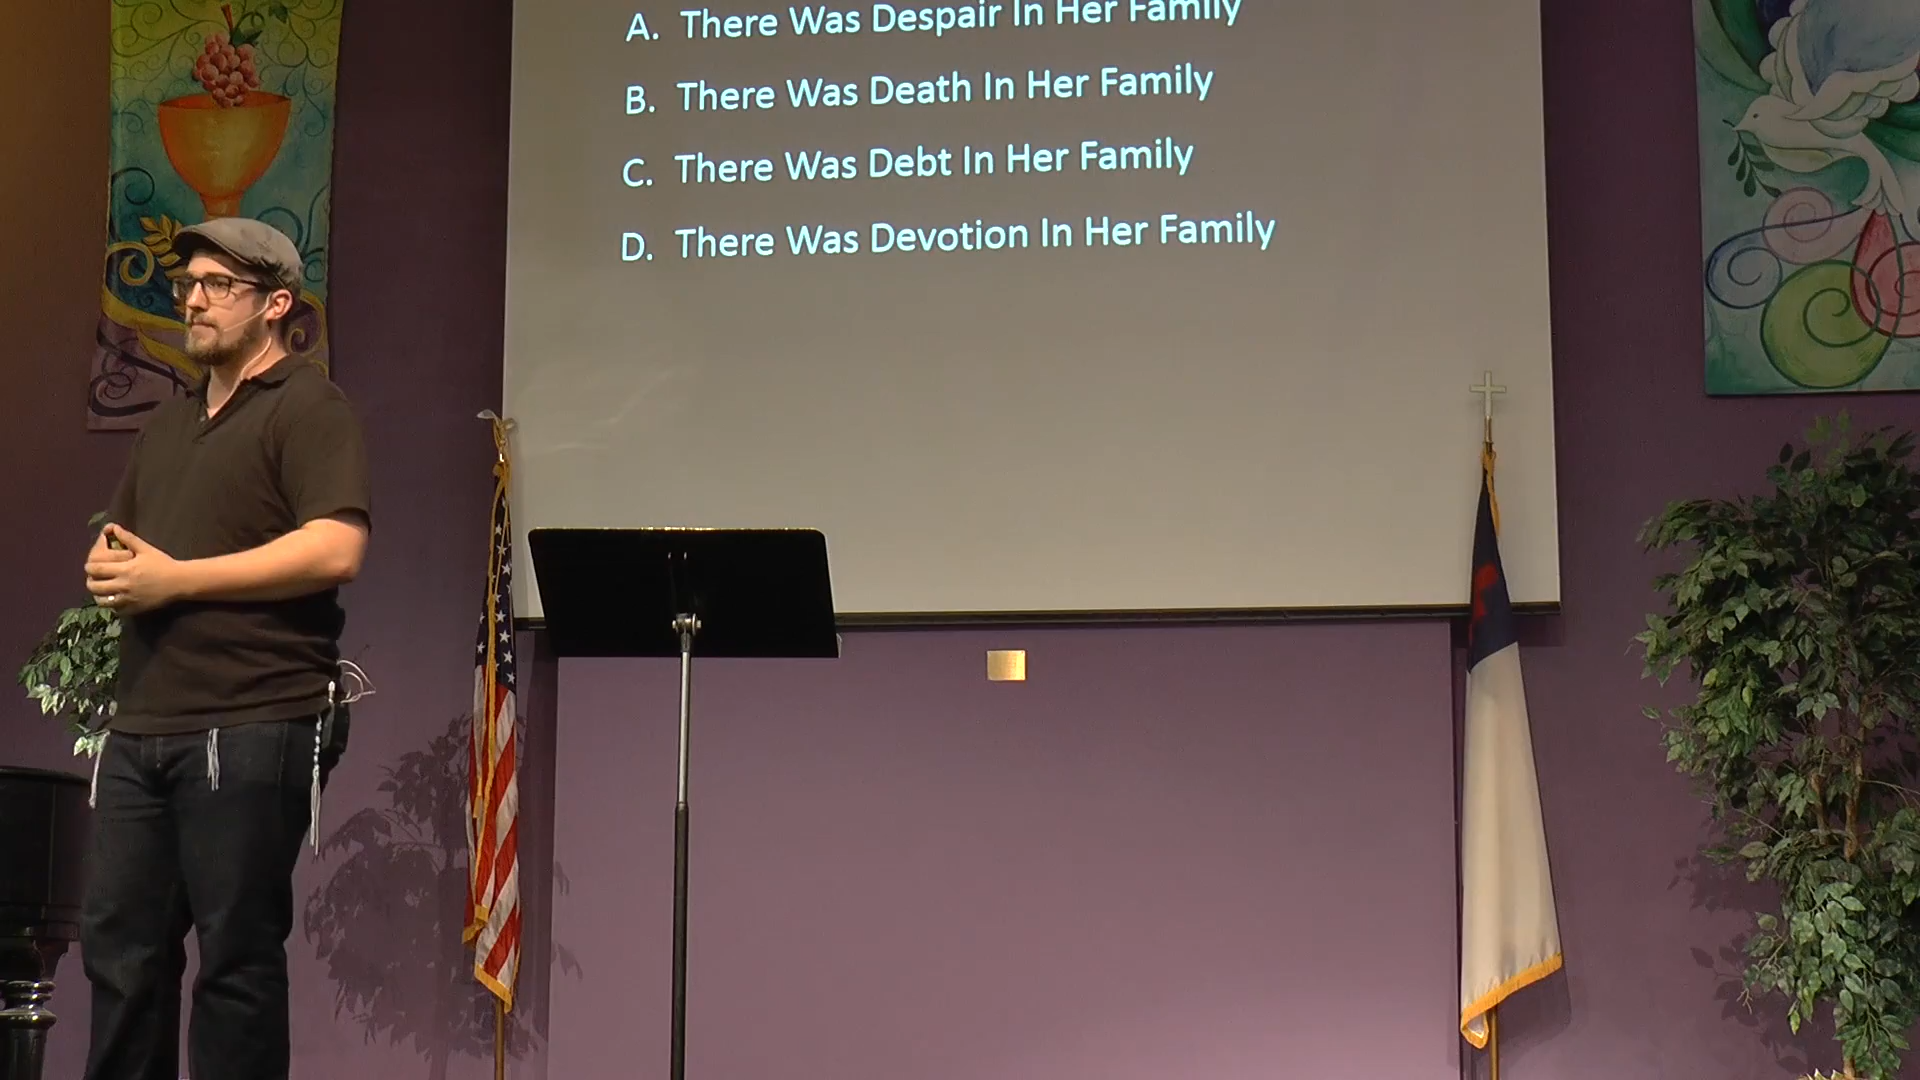 A. There Was Despair In Her Family
B. There Was Death In Her Family
C. There Was Debt In Her Family
D. There Was Devotion In Her Family